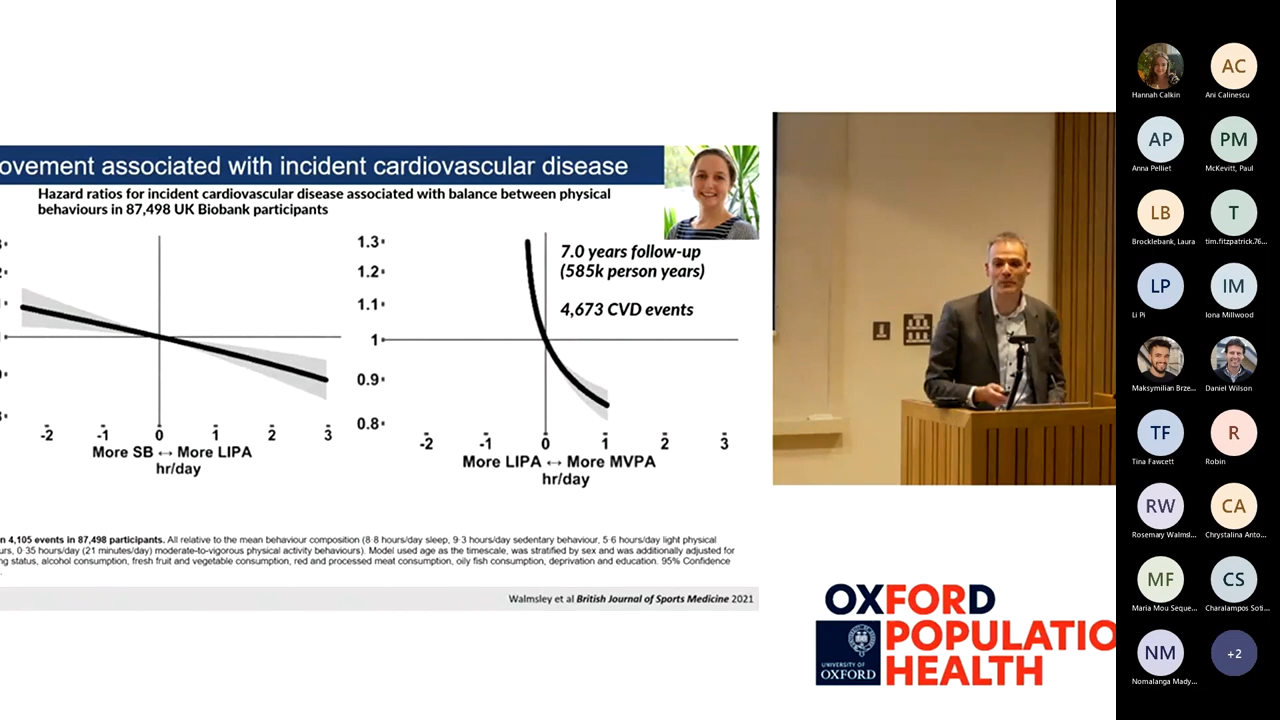 ovement associated with incident cardiovascular disease
Hazard ratios for incident cardiovascular disease associated with balance between physical
behaviours in 87,498 UK Biobank participants
-2 -1 0 1 2 3
More SB ↔ More LIPA
hr/day
7.0 years follow-up
(585k person years)
4,673 CVD events
1.3
1.2
1.1
1
0.9
0.8
-2 -1 0 1 2 3
More LIPA ↔ More MVPA
hr/day
n 4,105 events in 87,498 participants. All relative to the mean behaviour composition (8·8 hours/day sleep, 9·3 hours/day sedentary behaviour, 5·6 hours/day light physical
urs, 0·35 hours/day (21 minutes/day) moderate-to-vigorous physical activity behaviours). Model used age as the timescale, was stratified by sex and was additionally adjusted for
ng status, alcohol consumption, fresh fruit and vegetable consumption, red and processed meat consumption, oily fish consumption, deprivation and education. 95% Confidence
Walmsley et al British Journal of Sports Medicine 2021
OXFORD
POPULATIO
HEALTH
UNIVERSITY OF
OXFORD
Hannah Calkin
AC
Ani Calinescu
AP
Anna Pelliet
PM
McKevitt, Paul
LB
Brocklebank, Laura
T
tim.fitzpatrick.76...
LP
Li Pi
IM
Iona Millwood
Maksymilian Brze...
Daniel Wilson
TF
Tina Fawcett
R
Robin
RW
Rosemary Walmsl...
CA
Chrystalina Anto...
MF
Maria Mou Seque...
CS
Charalampos Soti...
NM
Nomalanga Mady...
+2